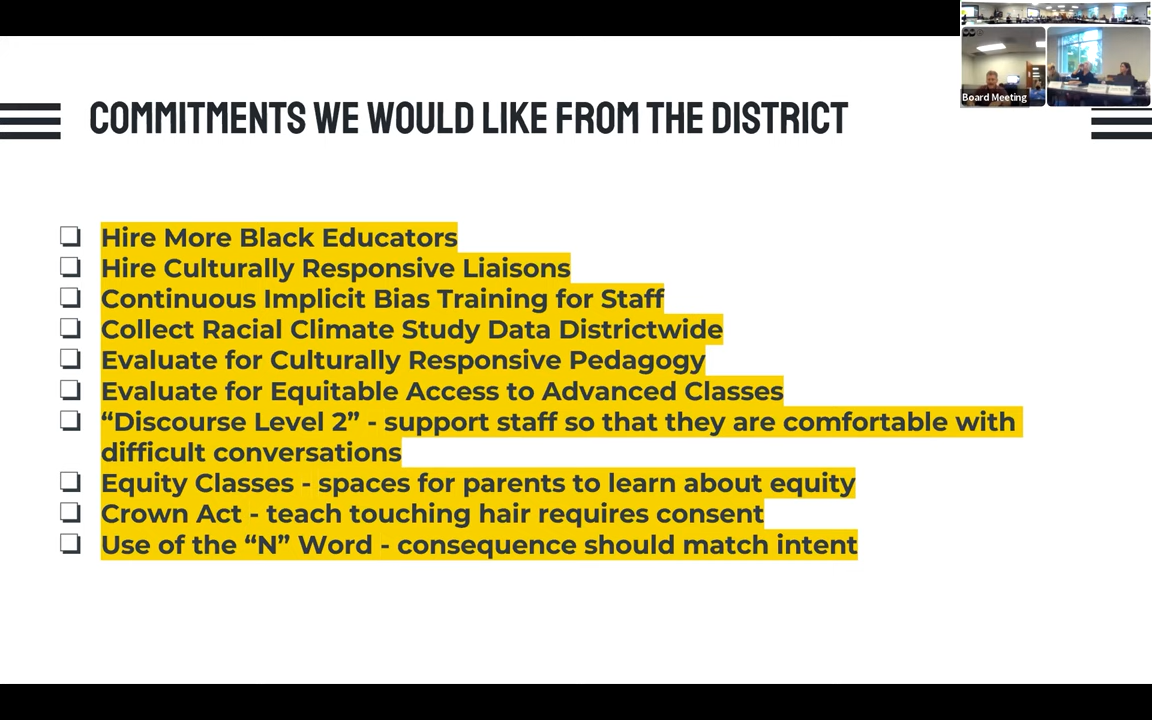 COMMITMENTS WE WOULD LIKE FROM THE DISTRICT
Hire More Black Educators
Hire Culturally Responsive Liaisons
Continuous Implicit Bias Training for Staff
Collect Racial Climate Study Data Districtwide
Evaluate for Culturally Responsive Pedagogy
Evaluate for Equitable Access to Advanced Classes
“Discourse Level 2” - support staff so that they are comfortable with
difficult conversations
Equity Classes - spaces for parents to learn about equity
Crown Act - teach touching hair requires consent
Use of the “N” Word - consequence should match intent
Board Meeting